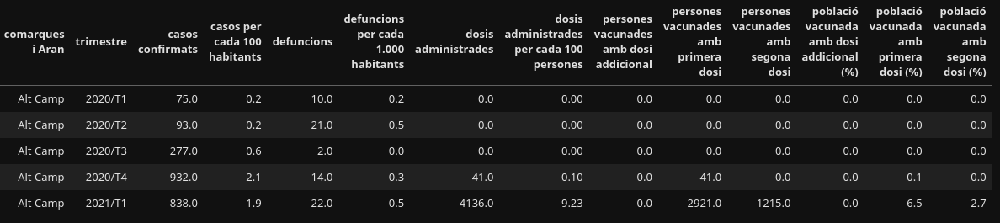 comarques i Aran trimestre casos confirmats casos per cada 100 habitants defuncions defuncions per cada 1.000 habitants dosis administrades dosis administrades per cada 100 persones persones vacunades amb dosi addicional persones vacunades amb primera dosi persones vacunades amb segona dosi població vacunada amb dosi addicional (%) població vacunada amb primera dosi (%) població vacunada amb segona dosi (%)
Alt Camp 2020/T1 75.0 0.2 10.0 0.2 0.0 0.00 0.0 0.0 0.0 0.0 0.0 0.0
Alt Camp 2020/T2 93.0 0.2 21.0 0.5 0.0 0.00 0.0 0.0 0.0 0.0 0.0 0.0
Alt Camp 2020/T3 277.0 0.6 2.0 0.0 0.0 0.00 0.0 0.0 0.0 0.0 0.0 0.0
Alt Camp 2020/T4 932.0 2.1 14.0 0.3 41.0 0.10 0.0 41.0 0.0 0.0 0.1 0.0
Alt Camp 2021/T1 838.0 1.9 22.0 0.5 4136.0 9.23 0.0 2921.0 1215.0 0.0 6.5 2.7